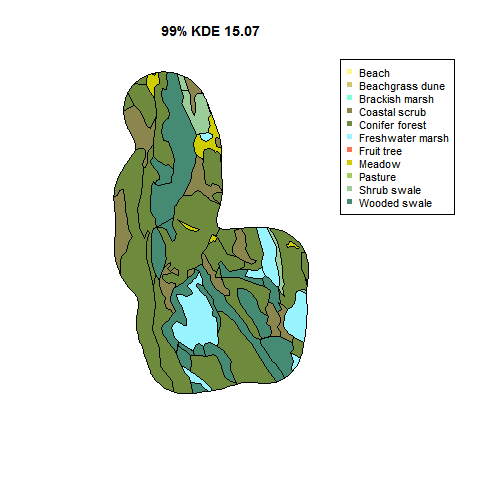 99% KDE 15.07
Beach
Beachgrass dune
Brackish marsh
Coastal scrub
Conifer forest
Freshwater marsh
Fruit tree
Meadow
Pasture
Shrub swale
Wooded swale